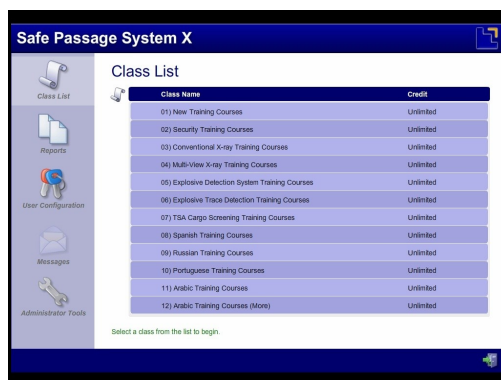 Safe Passage System X
Class List
Reports
User Configuration
Messages
Administrator Tools
Class List
Class Name Credit
01) New Training Courses Unlimited
02) Security Training Courses Unlimited
03) Conventional X-ray Training Courses Unlimited
04) Multi-View X-ray Training Courses Unlimited
05) Explosive Detection System Training Courses Unlimited
06) Explosive Trace Detection Training Courses Unlimited
07) TSA Cargo Screening Training Courses Unlimited
08) Spanish Training Courses Unlimited
09) Russian Training Courses Unlimited
10) Portuguese Training Courses Unlimited
11) Arabic Training Courses Unlimited
12) Arabic Training Courses (More) Unlimited
Select a class from the list to begin.